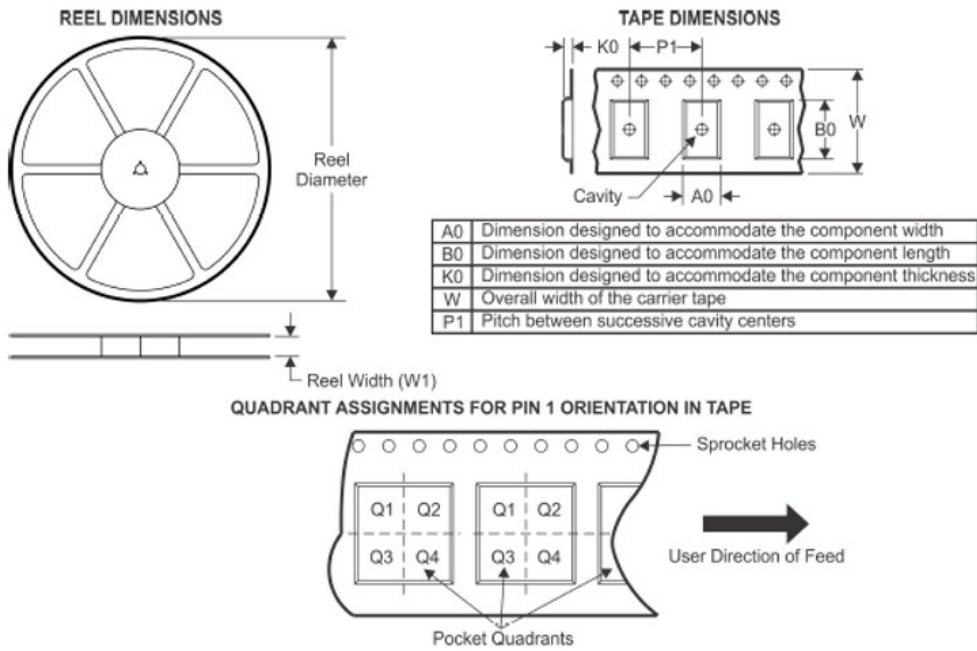 REEL DIMENSIONS
Reel
Diameter
Reel Width (W1)
TAPE DIMENSIONS
K0
P1
B0
W
Cavity
A0
A0 Dimension designed to accommodate the component width
B0 Dimension designed to accommodate the component length
K0 Dimension designed to accommodate the component thickness
W Overall width of the carrier tape
P1 Pitch between successive cavity centers
QUADRANT ASSIGNMENTS FOR PIN 1 ORIENTATION IN TAPE
Sprocket Holes
Q1 Q2 Q1 Q2
Q3 Q4 Q3 Q4
User Direction of Feed
Pocket Quadrants